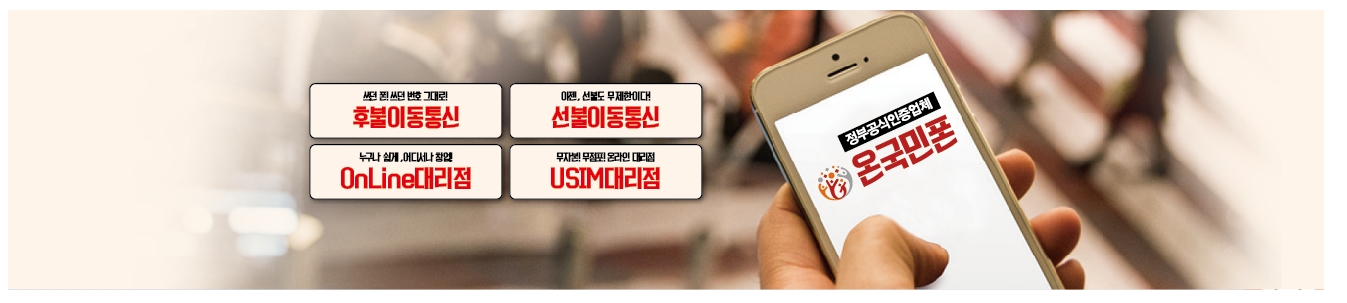 쓰던 폰! 쓰던 번호 그대로!
후불이동통신
이젠, 선불도 무제한이다!
선불이동통신
누구나 쉽게, 어디서나 창업!
OnLine대리점
무자본! 무점포! 온라인 대리점
USIM대리점
정부공식인증업체
온국민폰